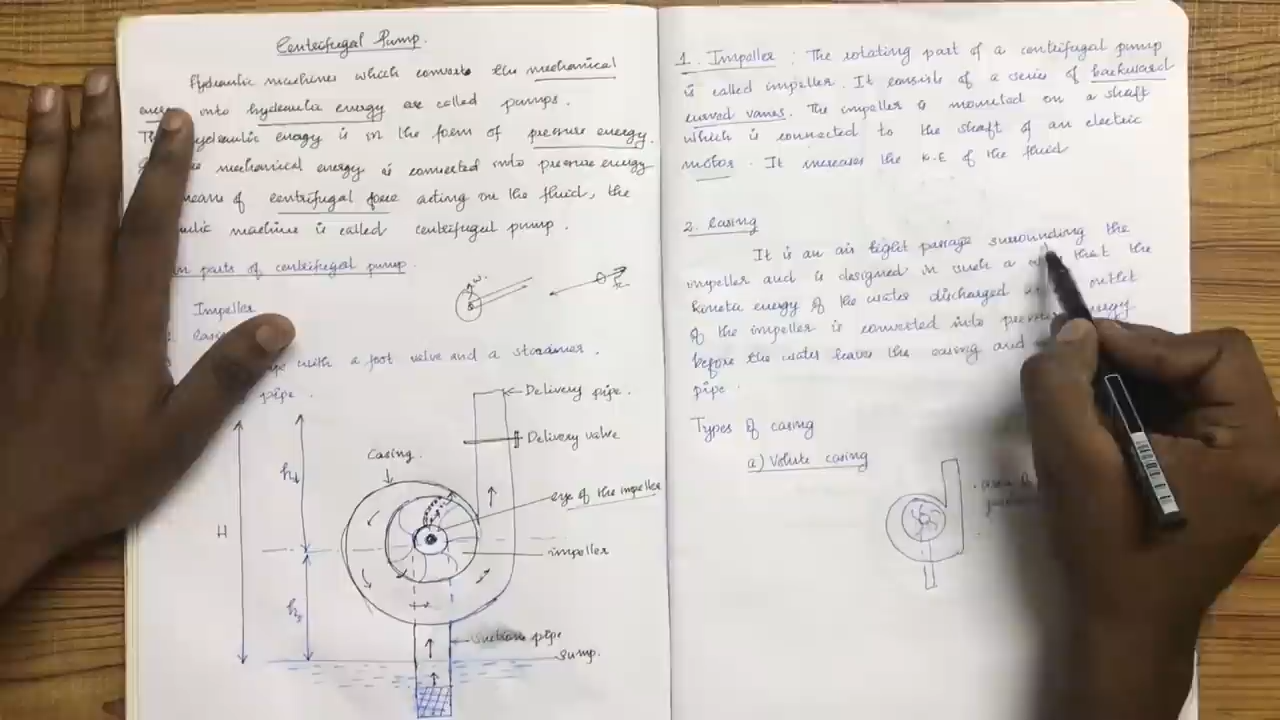 Centrifugal Pump.
Hydraulic machines which converts the mechanical
energy into hydraulic energy are called pumps.
hydraulic energy is in the form of pressure energy.
mechanical energy is converted into pressure energy
means of centrifugal force acting on the fluid, the
machine is called centrifugal pump.
parts of centrifugal pump.
Impeller
with a foot valve and a strainer.
pipe.
Delivery pipe.
Delivery valve
Casing.
eye of the impeller
impeller
H
hd
hs
Suction pipe
Sump.
ω
Fc
1. Impeller : The rotating part of a centrifugal pump
is called impeller. It consists of a series of backward
curved vanes. The impeller is mounted on a shaft
which is connected to the shaft of an electric
motor. It increases the K.E of the fluid
2. Casing
It is an air tight passage surrounding the
impeller and is designed in such a that the
kinetic energy of the water discharged outlet
of the impeller is converted into
before the water leaves the casing and
pipe.
Types of casing
a) Volute casing